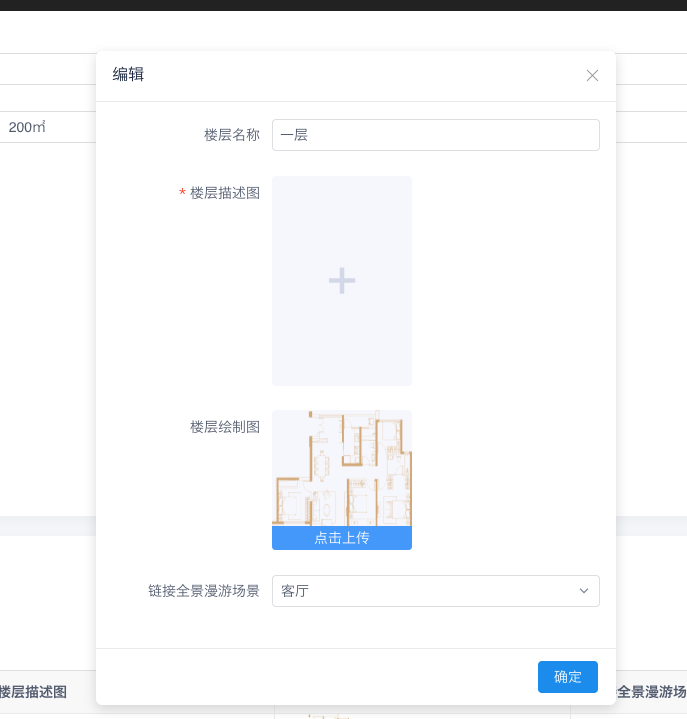 编辑
200㎡
楼层名称
一层
* 楼层描述图
楼层绘制图
点击上传
链接全景漫游场景
客厅
确定
楼层描述图
全景漫游场